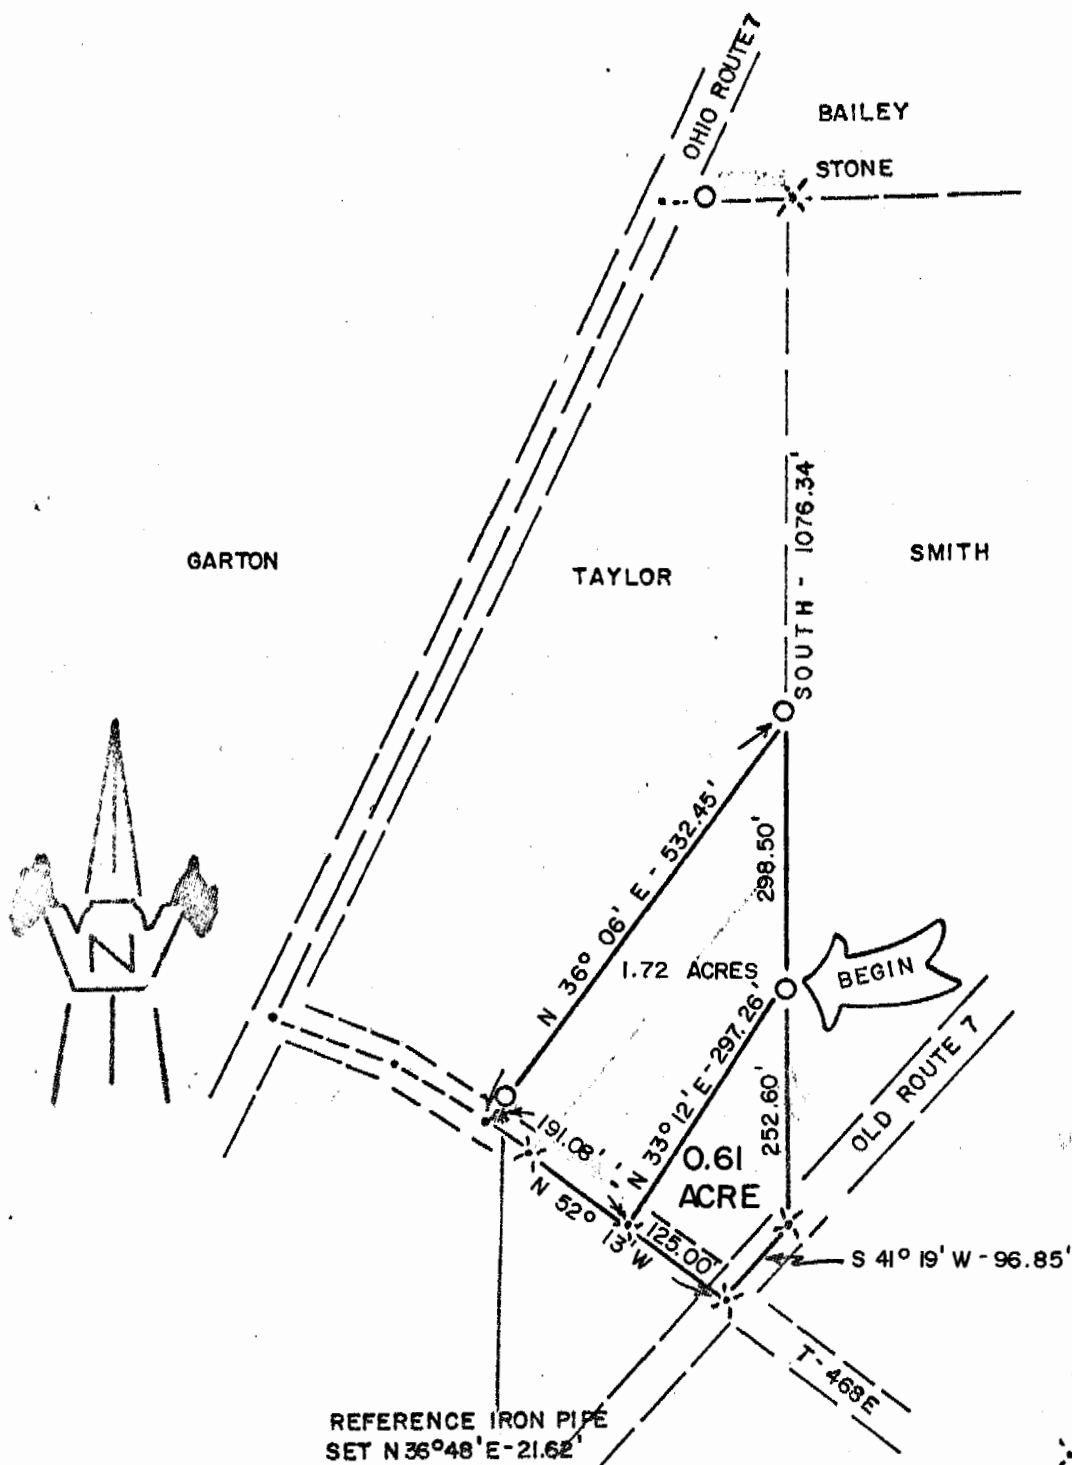 OHIO ROUTE 7
BAILEY
STONE
SOUTH - 1076.34'
GARTON
TAYLOR
SMITH
N 36° 06' E - 532.45'
298.50'
1.72 ACRES
BEGIN
N
N 33° 12' E - 297.26'
252.60'
OLD ROUTE 7
191.08'
0.61
ACRE
N 52° 13' W
125.00'
S 41° 19' W - 96.85'
T - 468E
REFERENCE IRON PIPE
SET N 36°48' E - 21.62'